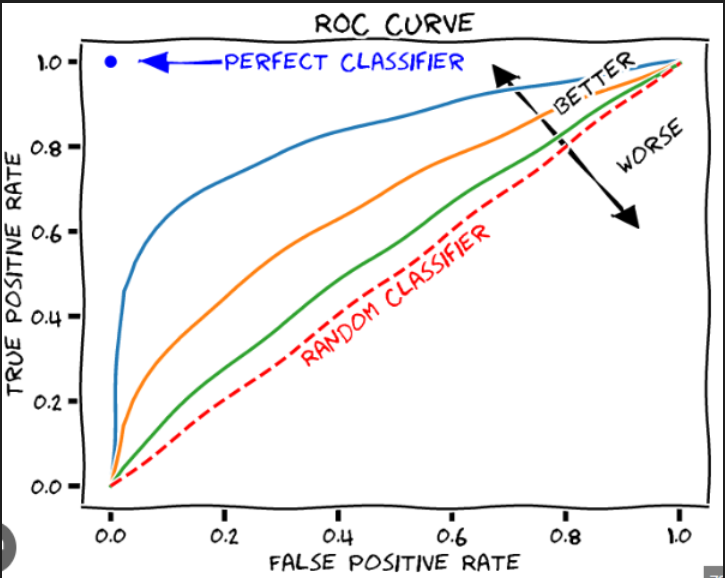 ROC CURVE
PERFECT CLASSIFIER
BETTER
WORSE
RANDOM CLASSIFIER
TRUE POSITIVE RATE
1.0
0.8
0.6
0.4
0.2
0.0
0.0 0.2 0.4 0.6 0.8 1.0
FALSE POSITIVE RATE